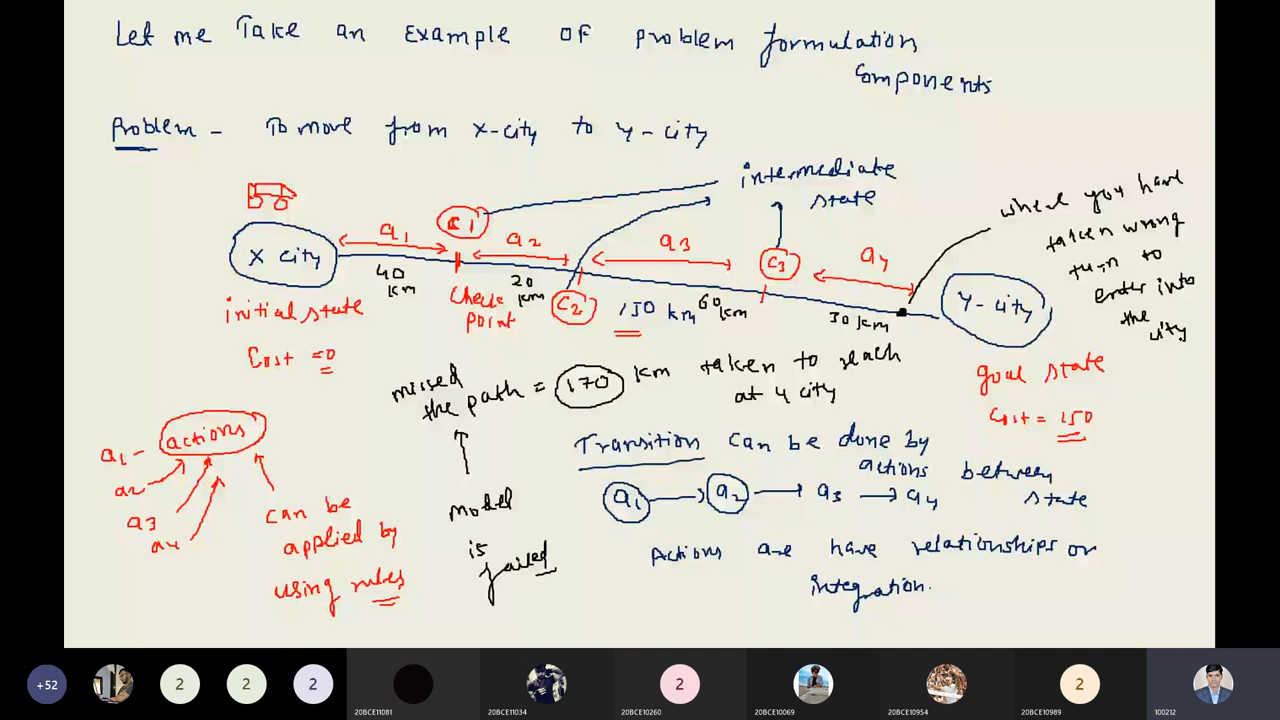 Let me Take an Example of problem formulation
components
Problem - To move from X-city to Y-city
intermediate
state
where you have
taken wrong
turn to
enter into
the city
X city
a1
C1
a2
a3
C3
a4
Y-city
40
km
20
km
60
km
30 km
Check
point
C2
150 km
initial state
Cost = 0
goal state
Cost = 150
missed
the path = 170 km taken to reach
at Y city
model
is
failed
actions
a1 -
a2
a3
a4
can be
applied by
using rules
Transition can be done by
actions between
state
a1 → a2 → a3 → a4
Actions are have relationships or
integration.
+52
2
2
2
20BCE11081
20BCE11034
2
20BCE10260
20BCE10069
20BCE10954
2
20BCE10989
100212